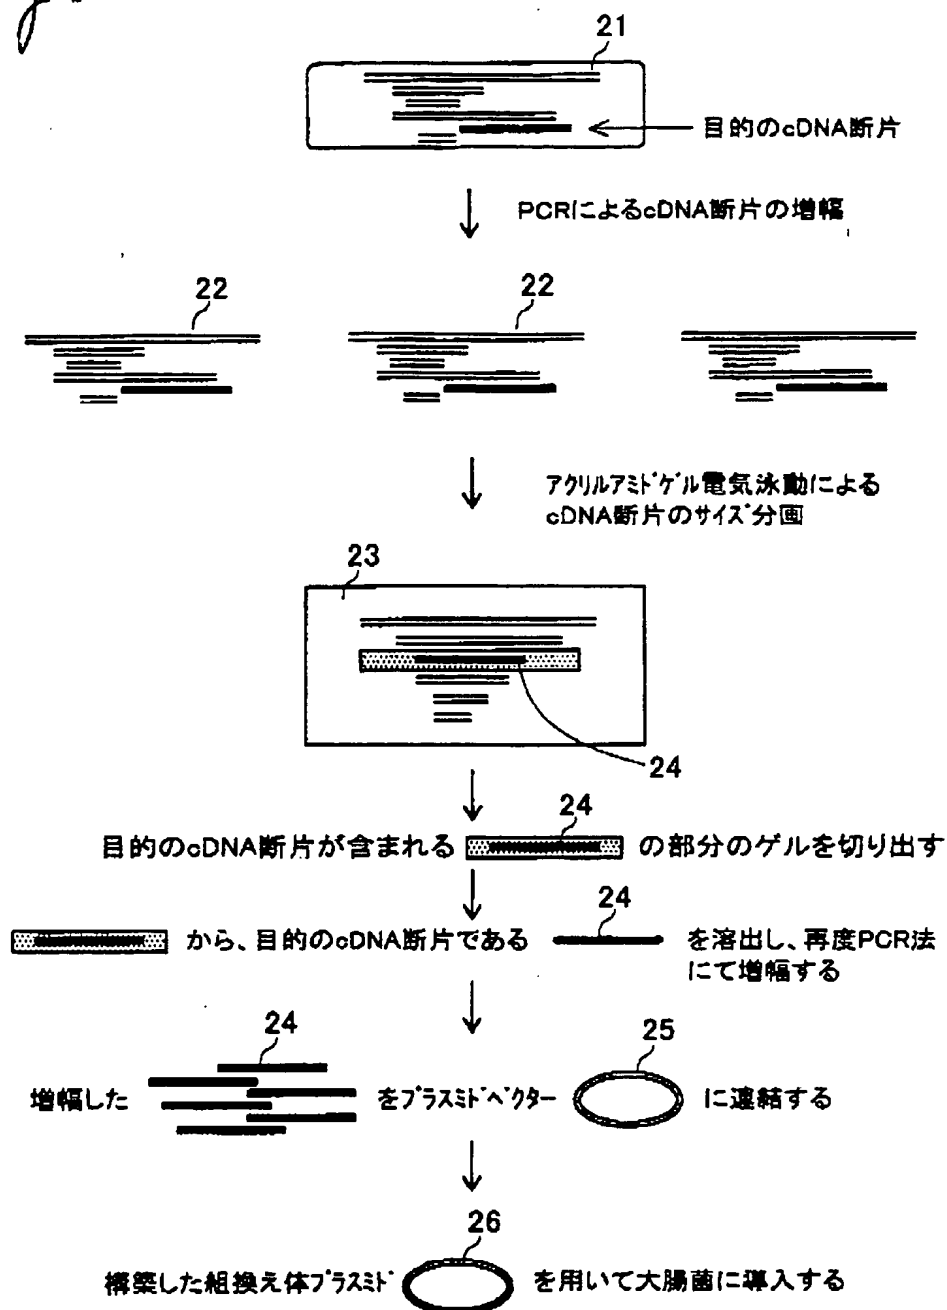 21
目的のcDNA断片
PCRによるcDNA断片の増幅
22 22
アクリルアミドゲル電気泳動による
cDNA断片のサイズ分画
23
24
24
目的のcDNA断片が含まれる の部分のゲルを切り出す
24
から、目的のcDNA断片である を溶出し、再度PCR法
にて増幅する
24 25
増幅した をプラスミドベクター に連結する
26
構築した組換え体プラスミド を用いて大腸菌に導入する